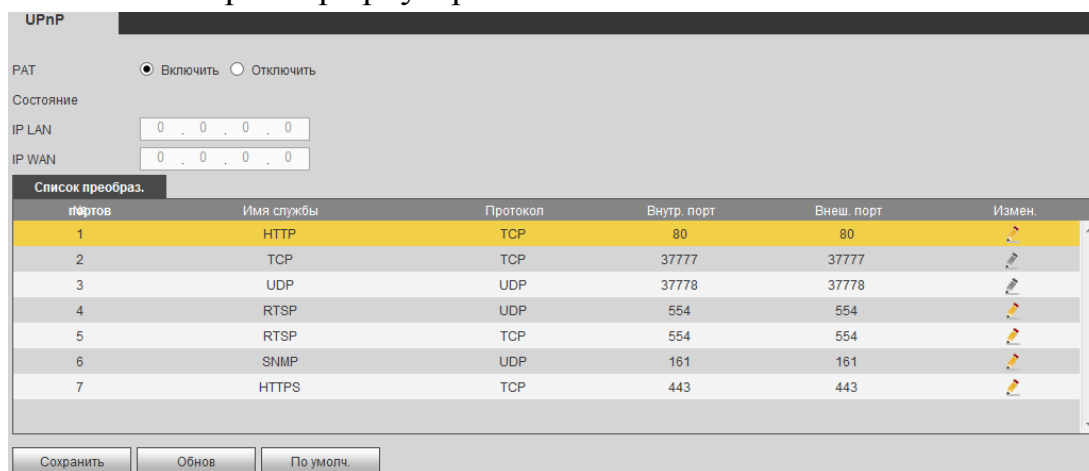 UPnP
PAT Включить Отключить
Состояние
IP LAN 0 . 0 . 0 . 0
IP WAN 0 . 0 . 0 . 0
Список преобраз.
портов Имя службы Протокол Внутр. порт Внеш. порт Измен.
1 HTTP TCP 80 80
2 TCP TCP 37777 37777
3 UDP UDP 37778 37778
4 RTSP UDP 554 554
5 RTSP TCP 554 554
6 SNMP UDP 161 161
7 HTTPS TCP 443 443
Сохранить Обнов По умолч.